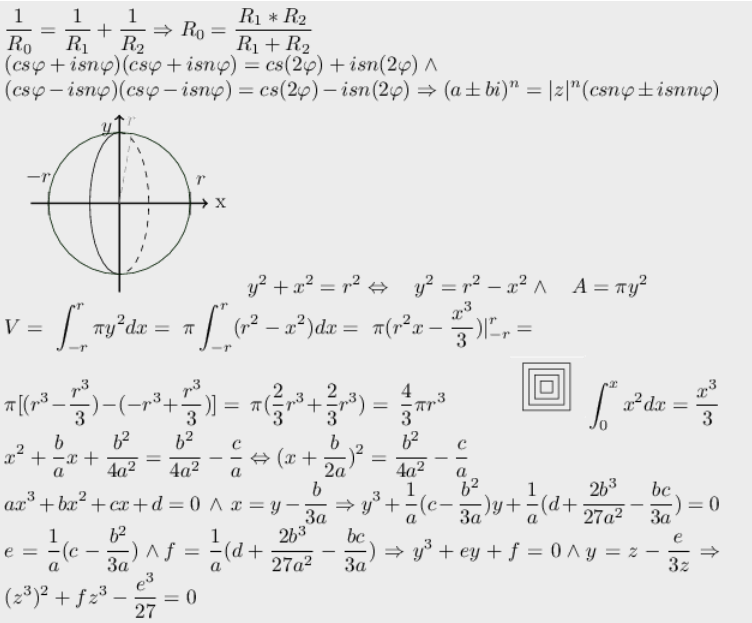 \frac{1}{R_0} = \frac{1}{R_1} + \frac{1}{R_2} \Rightarrow R_0 = \frac{R_1 * R_2}{R_1 + R_2}
(cs\varphi + isn\varphi)(cs\varphi + isn\varphi) = cs(2\varphi) + isn(2\varphi) \wedge
(cs\varphi - isn\varphi)(cs\varphi - isn\varphi) = cs(2\varphi) - isn(2\varphi) \Rightarrow (a \pm bi)^n = |z|^n(csn\varphi \pm isnn\varphi)
y r
-r r
x
y^2 + x^2 = r^2 \Leftrightarrow y^2 = r^2 - x^2 \wedge A = \pi y^2
V = \int_{-r}^{r} \pi y^2 dx = \pi \int_{-r}^{r} (r^2 - x^2)dx = \pi(r^2 x - \frac{x^3}{3})|_{-r}^{r} =
\pi[(r^3 - \frac{r^3}{3}) - (-r^3 + \frac{r^3}{3})] = \pi(\frac{2}{3}r^3 + \frac{2}{3}r^3) = \frac{4}{3}\pi r^3 \int_0^x x^2 dx = \frac{x^3}{3}
x^2 + \frac{b}{a}x + \frac{b^2}{4a^2} = \frac{b^2}{4a^2} - \frac{c}{a} \Leftrightarrow (x + \frac{b}{2a})^2 = \frac{b^2}{4a^2} - \frac{c}{a}
ax^3 + bx^2 + cx + d = 0 \wedge x = y - \frac{b}{3a} \Rightarrow y^3 + \frac{1}{a}(c - \frac{b^2}{3a})y + \frac{1}{a}(d + \frac{2b^3}{27a^2} - \frac{bc}{3a}) = 0
e = \frac{1}{a}(c - \frac{b^2}{3a}) \wedge f = \frac{1}{a}(d + \frac{2b^3}{27a^2} - \frac{bc}{3a}) \Rightarrow y^3 + ey + f = 0 \wedge y = z - \frac{e}{3z} \Rightarrow
(z^3)^2 + fz^3 - \frac{e^3}{27} = 0